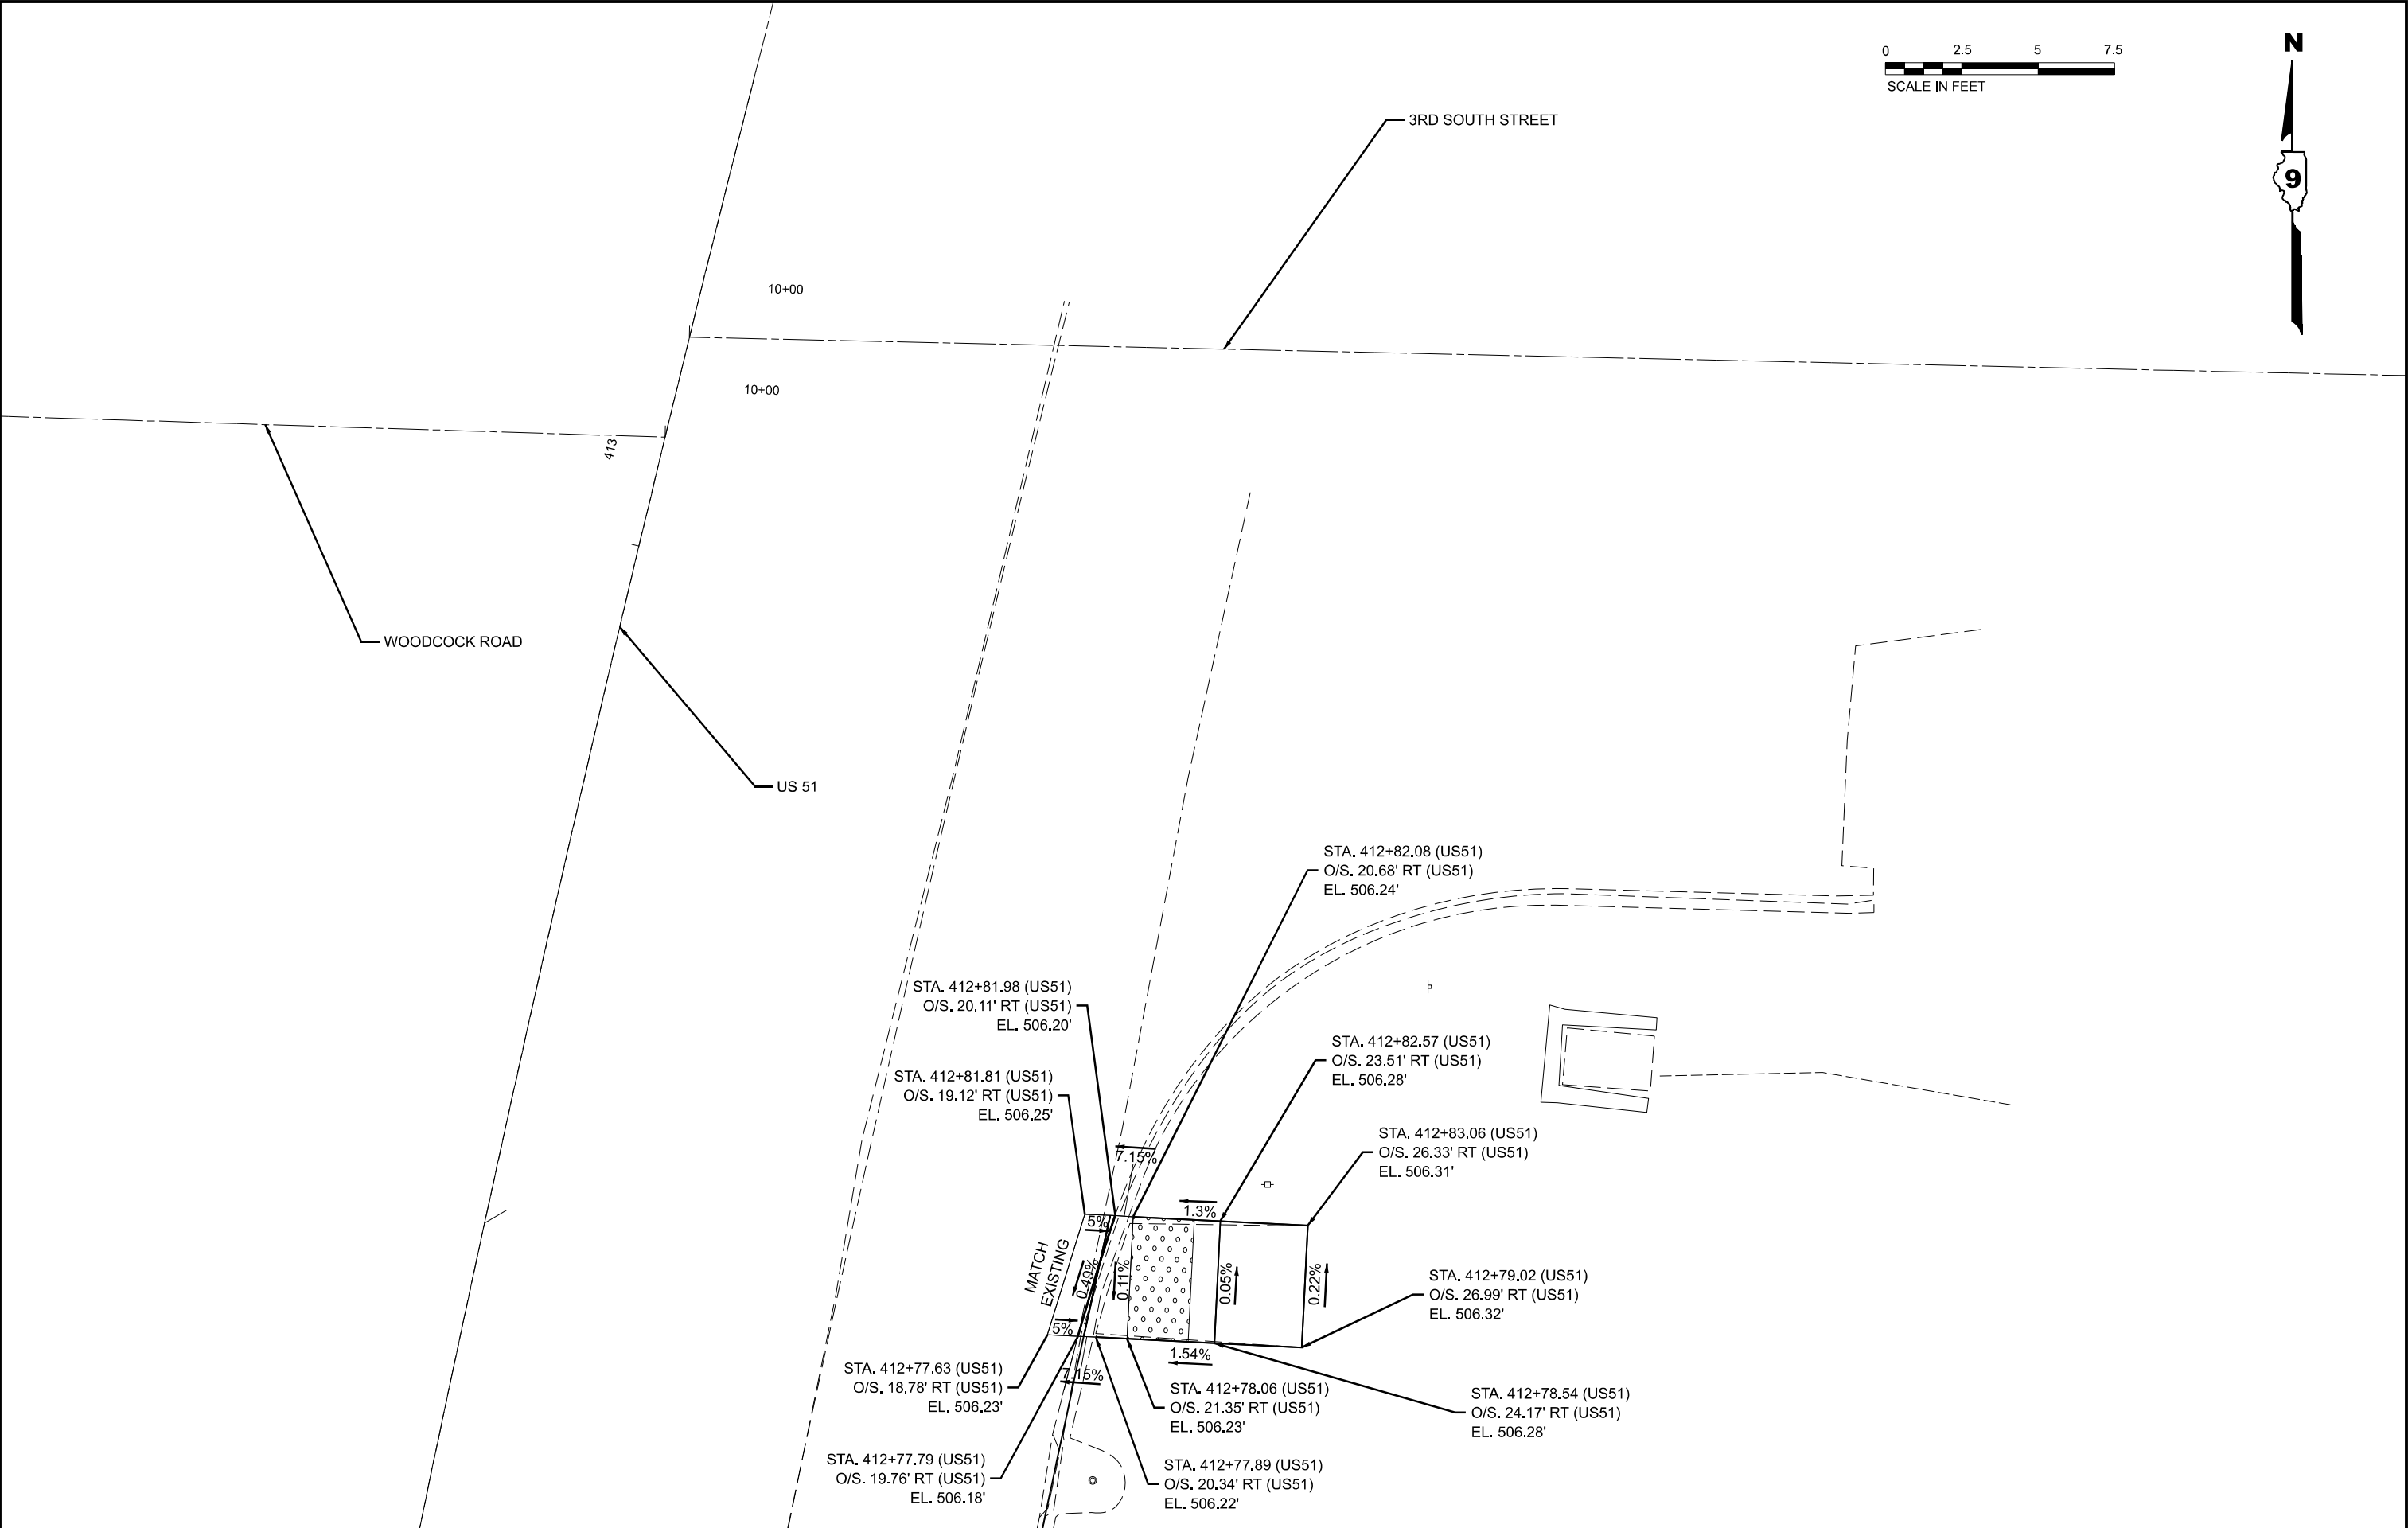 0 2.5 5 7.5
SCALE IN FEET
N
9
3RD SOUTH STREET
10+00
10+00
413
WOODCOCK ROAD
US 51
STA. 412+82.08 (US51)
O/S. 20.68' RT (US51)
EL. 506.24'
STA. 412+81.98 (US51)
O/S. 20.11' RT (US51)
EL. 506.20'
STA. 412+82.57 (US51)
O/S. 23.51' RT (US51)
EL. 506.28'
STA. 412+81.81 (US51)
O/S. 19.12' RT (US51)
EL. 506.25'
STA. 412+83.06 (US51)
O/S. 26.33' RT (US51)
EL. 506.31'
7.15%
1.3%
5%
MATCH
EXISTING
0.49%
0.11%
0.05%
0.22%
STA. 412+79.02 (US51)
O/S. 26.99' RT (US51)
EL. 506.32'
5%
1.54%
7.15%
STA. 412+77.63 (US51)
O/S. 18.78' RT (US51)
EL. 506.23'
STA. 412+78.06 (US51)
O/S. 21.35' RT (US51)
EL. 506.23'
STA. 412+78.54 (US51)
O/S. 24.17' RT (US51)
EL. 506.28'
STA. 412+77.79 (US51)
O/S. 19.76' RT (US51)
EL. 506.18'
STA. 412+77.89 (US51)
O/S. 20.34' RT (US51)
EL. 506.22'